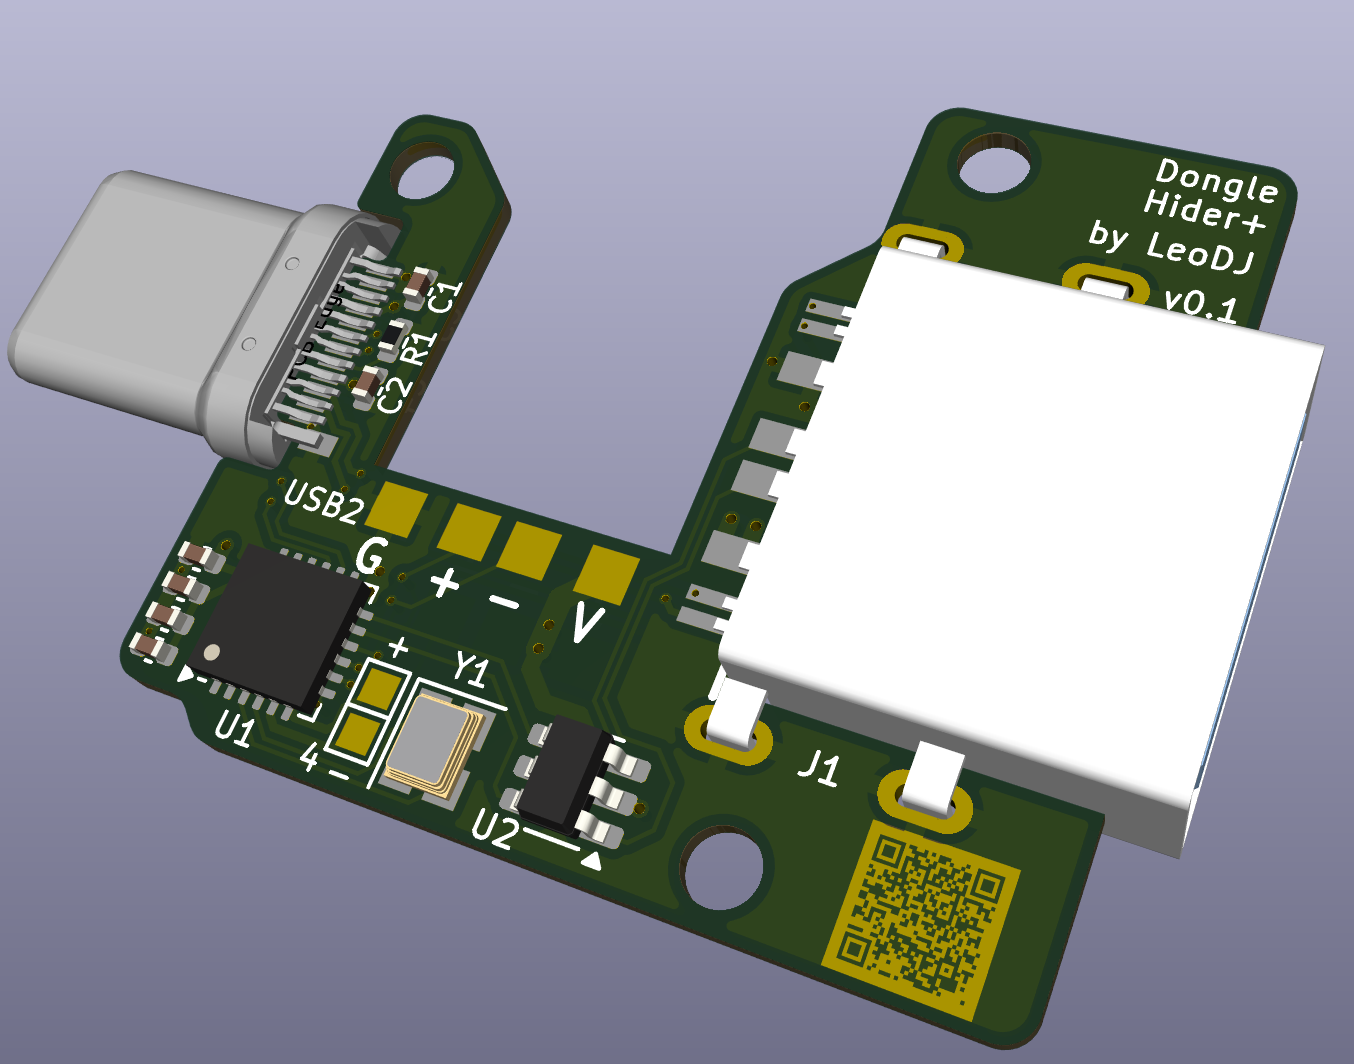 Dongle
Hider+
by LeoDJ
v0.1
C1
R1
C2
USB2
G
+
-
V
+
Y1
U1
4
-
U2
J1